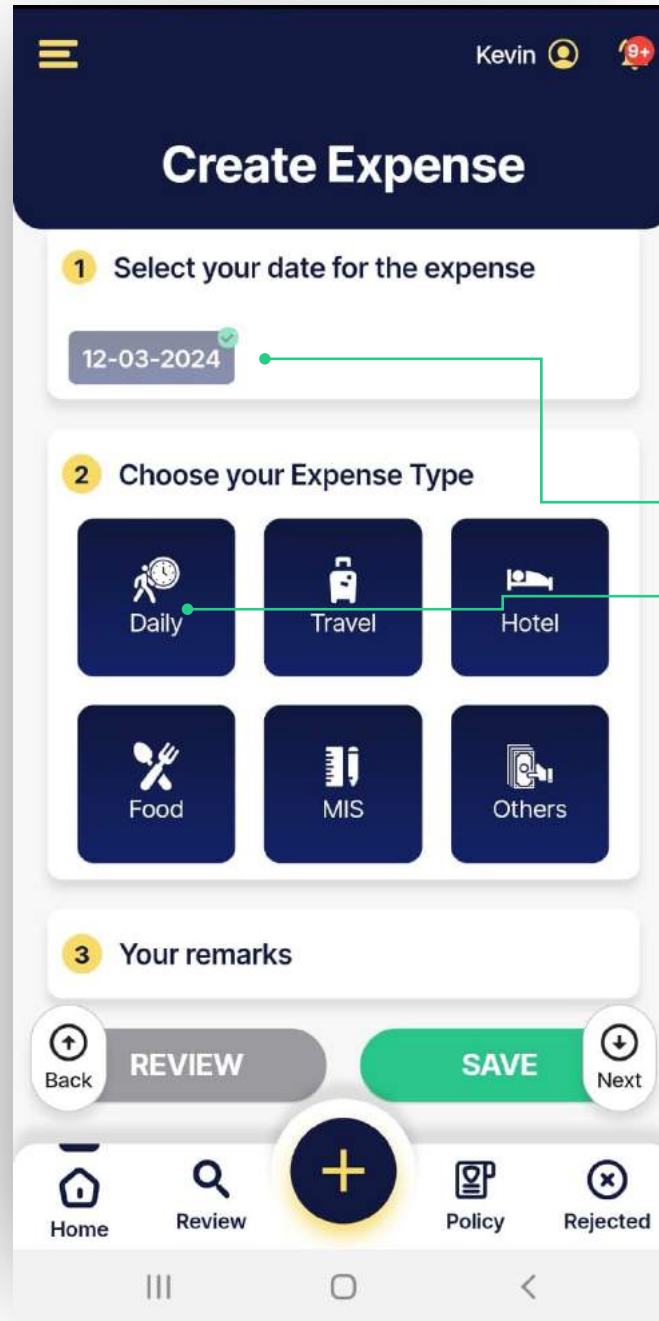 Kevin
9+
Create Expense
1 Select your date for the expense
12-03-2024
2 Choose your Expense Type
Daily Travel Hotel
Food MIS Others
3 Your remarks
Back REVIEW SAVE Next
Home Review Policy Rejected